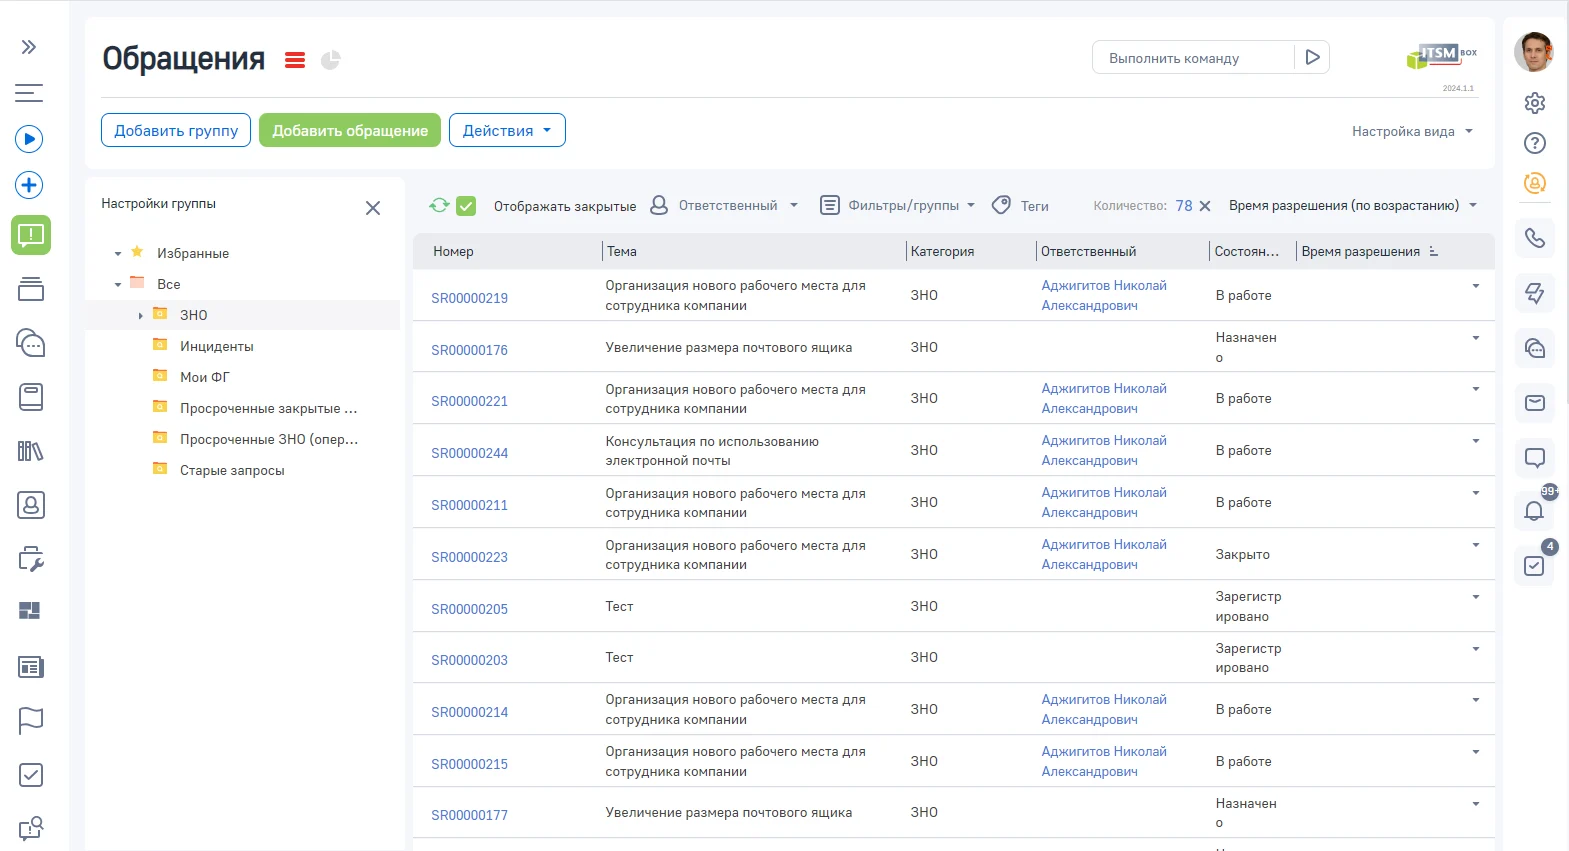 Обращения
Выполнить команду
ITSM BOX
2024.1.1
Добавить группу
Добавить обращение
Действия
Настройка вида
Настройки группы
Избранные
Все
ЗНО
Инциденты
Мои ФГ
Просроченные закрытые ...
Просроченные ЗНО (опер...
Старые запросы
Отображать закрытые
Ответственный
Фильтры/группы
Теги
Количество: 78
Время разрешения (по возрастанию)
Номер Тема Категория Ответственный Состоян... Время разрешения
SR00000219 Организация нового рабочего места для ЗНО Аджигитов Николай В работе
сотрудника компании Александрович
SR00000176 Увеличение размера почтового ящика ЗНО Назначен
о
SR00000221 Организация нового рабочего места для ЗНО Аджигитов Николай В работе
сотрудника компании Александрович
SR00000244 Консультация по использованию ЗНО Аджигитов Николай В работе
электронной почты Александрович
SR00000211 Организация нового рабочего места для ЗНО Аджигитов Николай В работе
сотрудника компании Александрович
SR00000223 Организация нового рабочего места для ЗНО Аджигитов Николай Закрыто
сотрудника компании Александрович
SR00000205 Тест ЗНО Зарегистр
ировано
SR00000203 Тест ЗНО Зарегистр
ировано
SR00000214 Организация нового рабочего места для ЗНО Аджигитов Николай В работе
сотрудника компании Александрович
SR00000215 Организация нового рабочего места для ЗНО Аджигитов Николай В работе
сотрудника компании Александрович
SR00000177 Увеличение размера почтового ящика ЗНО Назначен
о
99+
4